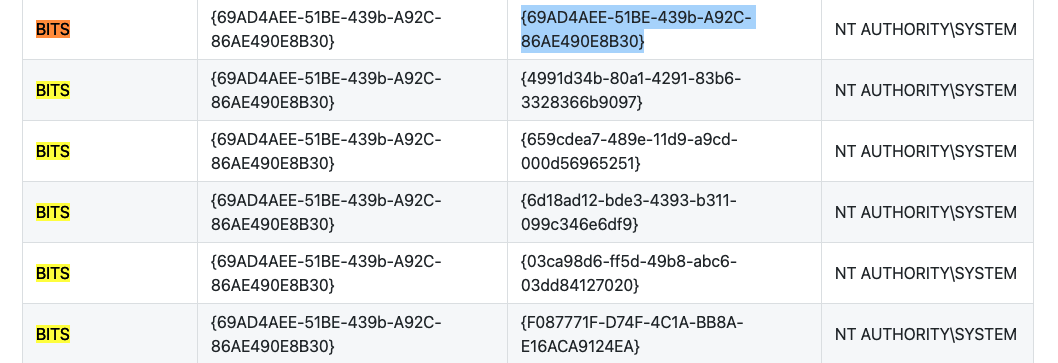 BITS
{69AD4AEE-51BE-439b-A92C-
86AE490E8B30}
{69AD4AEE-51BE-439b-A92C-
86AE490E8B30}
NT AUTHORITY\SYSTEM
BITS
{69AD4AEE-51BE-439b-A92C-
86AE490E8B30}
{4991d34b-80a1-4291-83b6-
3328366b9097}
NT AUTHORITY\SYSTEM
BITS
{69AD4AEE-51BE-439b-A92C-
86AE490E8B30}
{659cdea7-489e-11d9-a9cd-
000d56965251}
NT AUTHORITY\SYSTEM
BITS
{69AD4AEE-51BE-439b-A92C-
86AE490E8B30}
{6d18ad12-bde3-4393-b311-
099c346e6df9}
NT AUTHORITY\SYSTEM
BITS
{69AD4AEE-51BE-439b-A92C-
86AE490E8B30}
{03ca98d6-ff5d-49b8-abc6-
03dd84127020}
NT AUTHORITY\SYSTEM
BITS
{69AD4AEE-51BE-439b-A92C-
86AE490E8B30}
{F087771F-D74F-4C1A-BB8A-
E16ACA9124EA}
NT AUTHORITY\SYSTEM